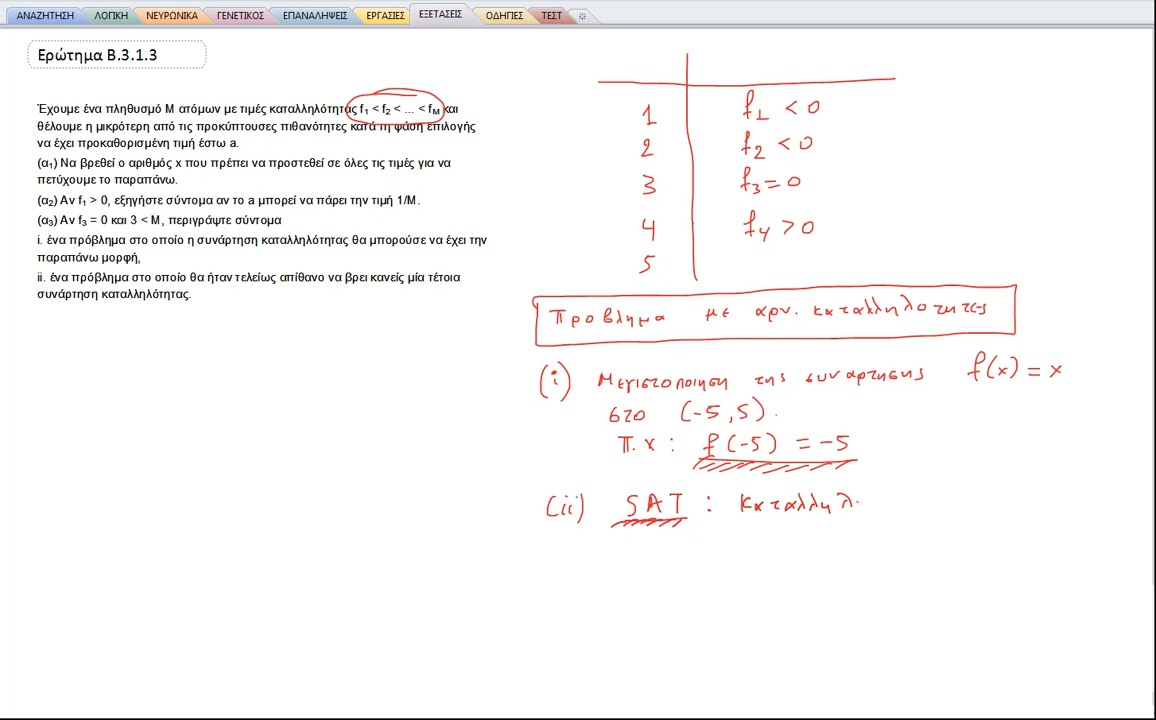 ΑΝΑΖΗΤΗΣΗ ΛΟΓΙΚΗ ΝΕΥΡΩΝΙΚΑ ΓΕΝΕΤΙΚΟΣ ΕΠΑΝΑΛΗΨΕΙΣ ΕΡΓΑΣΙΕΣ ΕΞΕΤΑΣΕΙΣ ΟΔΗΓΙΕΣ ΤΕΣΤ
Ερώτημα Β.3.1.3
Έχουμε ένα πληθυσμό Μ ατόμων με τιμές καταλληλότητας f₁ < f₂ < ... < f_M και
θέλουμε η μικρότερη από τις προκύπτουσες πιθανότητες κατά τη φάση επιλογής
να έχει προκαθορισμένη τιμή έστω a.
(α₁) Να βρεθεί ο αριθμός x που πρέπει να προστεθεί σε όλες τις τιμές για να
πετύχουμε το παραπάνω.
(α₂) Αν f₁ > 0, εξηγήστε σύντομα αν το a μπορεί να πάρει την τιμή 1/Μ.
(α₃) Αν f₃ = 0 και 3 < Μ, περιγράψτε σύντομα
i. ένα πρόβλημα στο οποίο η συνάρτηση καταλληλότητας θα μπορούσε να έχει την
παραπάνω μορφή,
ii. ένα πρόβλημα στο οποίο θα ήταν τελείως απίθανο να βρει κανείς μία τέτοια
συνάρτηση καταλληλότητας.
1 f₁ < 0
2 f₂ < 0
3 f₃ = 0
4 f₄ > 0
5
Προβλημα με αρν. καταλληλοτητες
(i) Μεγιστοποιηση της συναρτησης f(x) = x
στο (-5,5).
π.χ: f(-5) = -5
(ii) SAT : καταλληλ